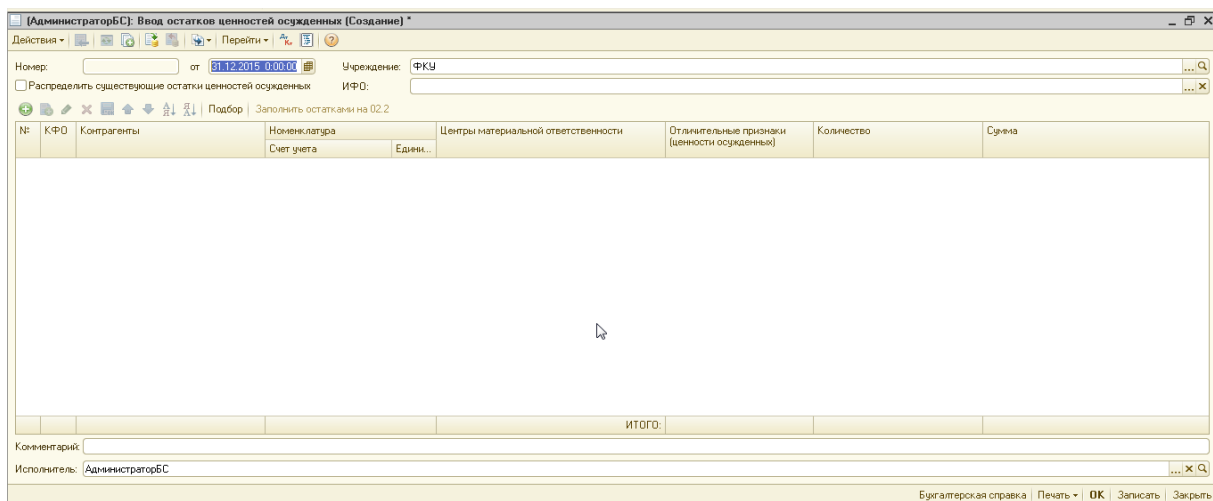 (АдминистраторБС): Ввод остатков ценностей осужденных (Создание) *
Действия Перейти
Номер: от 31.12.2015 0:00:00 Учреждение: ФКУ
Распределить существующие остатки ценностей осужденных ИФО:
Подбор Заполнить остатками на 02.2
№ КФО Контрагенты Номенклатура Центры материальной ответственности Отличительные признаки Количество Сумма
Счет учета Едини... (ценности осужденных)
ИТОГО:
Комментарий:
Исполнитель: АдминистраторБС
Бухгалтерская справка Печать OK Записать Закрыть